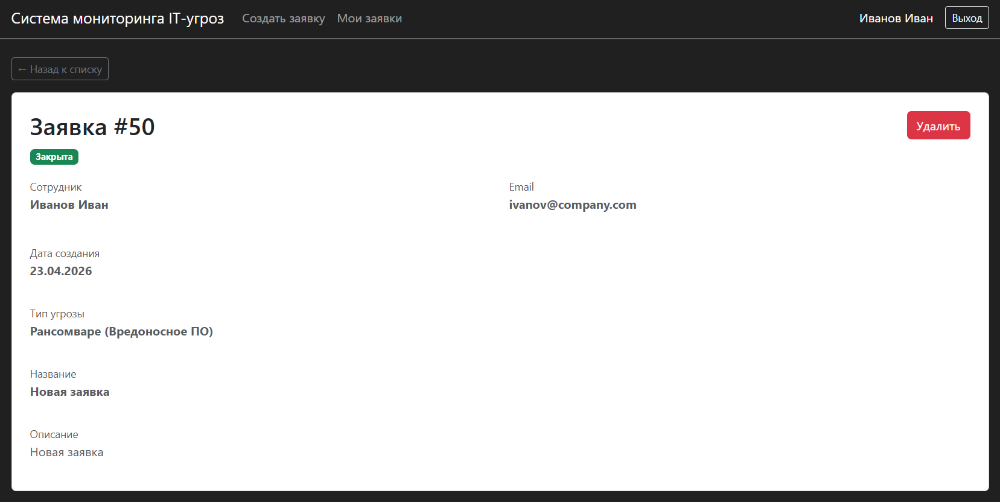 Система мониторинга IT-угроз Создать заявку Мои заявки Иванов Иван Выход
← Назад к списку
Заявка #50 Удалить
Закрыта
Сотрудник Email
Иванов Иван ivanov@company.com
Дата создания
23.04.2026
Тип угрозы
Рансомваре (Вредоносное ПО)
Название
Новая заявка
Описание
Новая заявка